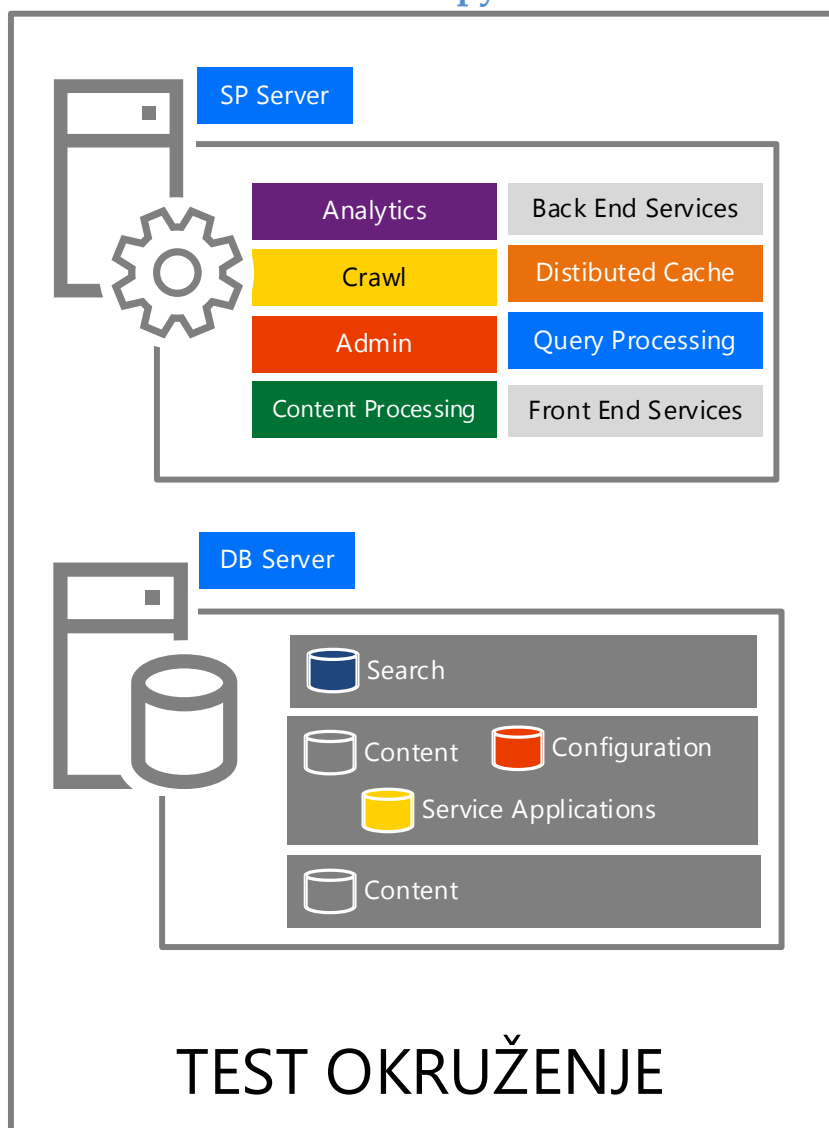 SP Server
Analytics
Back End Services
Crawl
Distibuted Cache
Admin
Query Processing
Content Processing
Front End Services
DB Server
Search
Content
Configuration
Service Applications
Content
TEST OKRUŽENJE